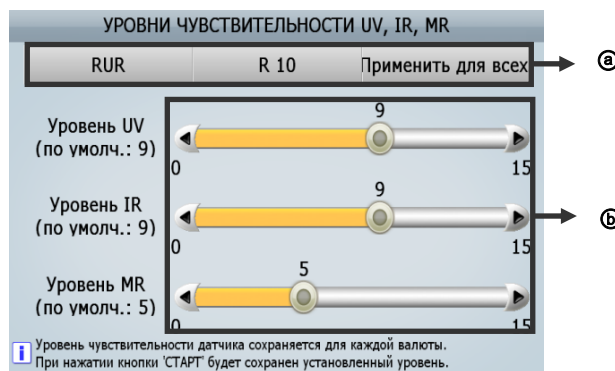 УРОВНИ ЧУВСТВИТЕЛЬНОСТИ UV, IR, MR
RUR R 10 Применить для всех
ⓐ
Уровень UV
(по умолч.: 9)
9
0 15
Уровень IR
(по умолч.: 9)
9
0 15
ⓑ
Уровень MR
(по умолч.: 5)
5
0 15
i Уровень чувствительности датчика сохраняется для каждой валюты.
При нажатии кнопки 'СТАРТ' будет сохранен установленный уровень.